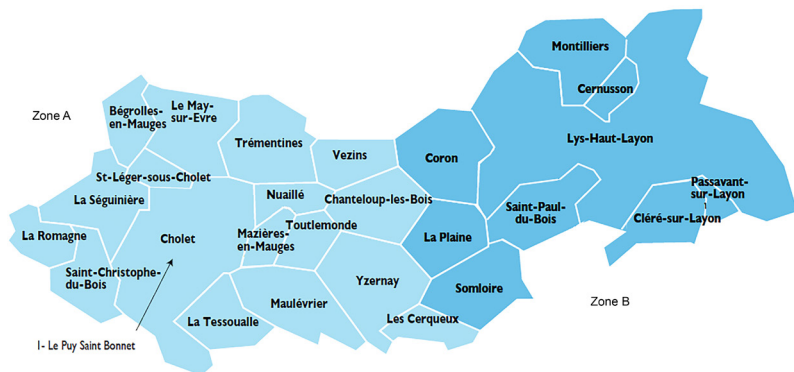 Montilliers
Cernusson
Zone A
Bégrolles-
en-Mauges
Le May-
sur-Evre
Trémentines
Vezins
Coron
Lys-Haut-Layon
St-Léger-sous-Cholet
La Séguinière
Nuaillé
Chanteloup-les-Bois
Saint-Paul-
du-Bois
Passavant-
sur-Layon
Cléré-sur-Layon
La Romagne
Cholet
Mazières-
en-Mauges
Toutlemonde
La Plaine
Saint-Christophe-
du-Bois
Yzernay
Somloire
Zone B
Maulévrier
La Tessoualle
Les Cerqueux
1- Le Puy Saint Bonnet